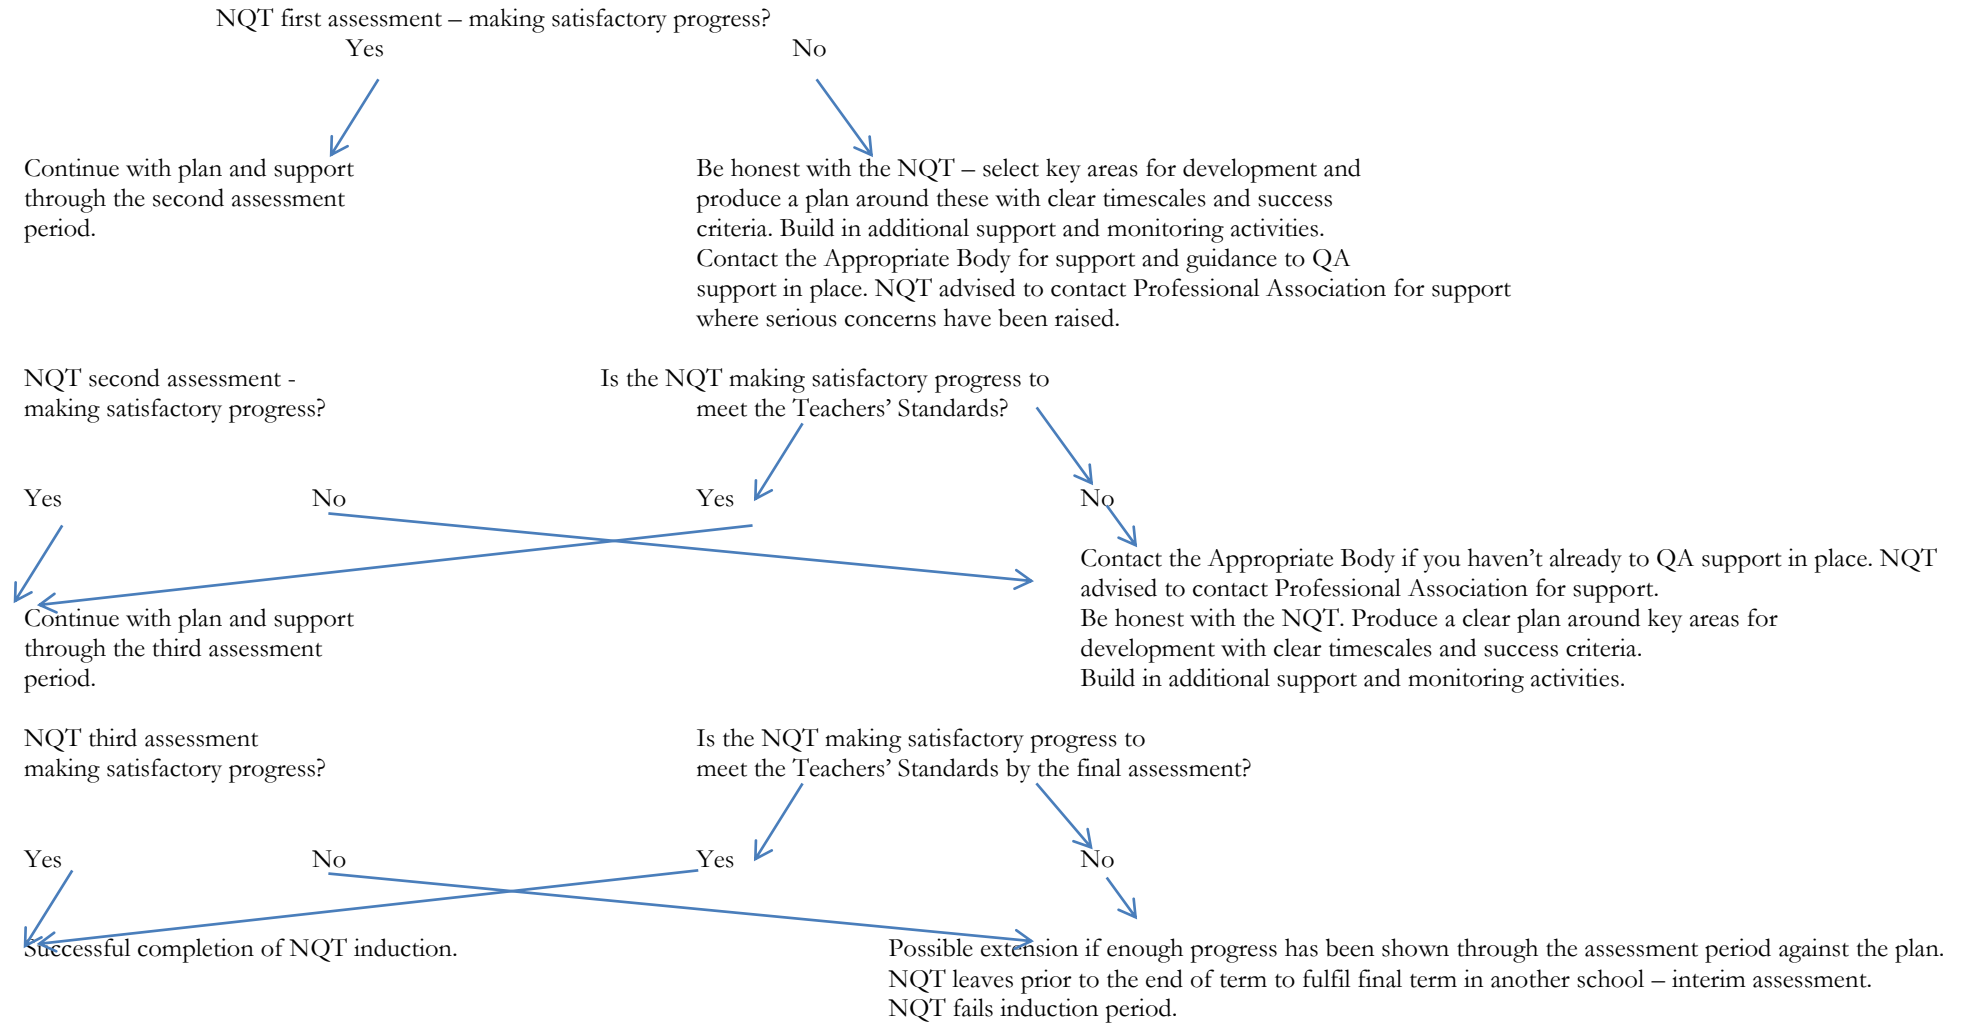 NQT first assessment – making satisfactory progress?
Yes No
Continue with plan and support
through the second assessment
period.
Be honest with the NQT – select key areas for development and
produce a plan around these with clear timescales and success
criteria. Build in additional support and monitoring activities.
Contact the Appropriate Body for support and guidance to QA
support in place. NQT advised to contact Professional Association for support
where serious concerns have been raised.
NQT second assessment -
making satisfactory progress?
Is the NQT making satisfactory progress to
meet the Teachers’ Standards?
Yes No Yes No
Continue with plan and support
through the third assessment
period.
Contact the Appropriate Body if you haven’t already to QA support in place. NQT
advised to contact Professional Association for support.
Be honest with the NQT. Produce a clear plan around key areas for
development with clear timescales and success criteria.
Build in additional support and monitoring activities.
NQT third assessment
making satisfactory progress?
Is the NQT making satisfactory progress to
meet the Teachers’ Standards by the final assessment?
Yes No Yes No
Successful completion of NQT induction.
Possible extension if enough progress has been shown through the assessment period against the plan.
NQT leaves prior to the end of term to fulfil final term in another school – interim assessment.
NQT fails induction period.